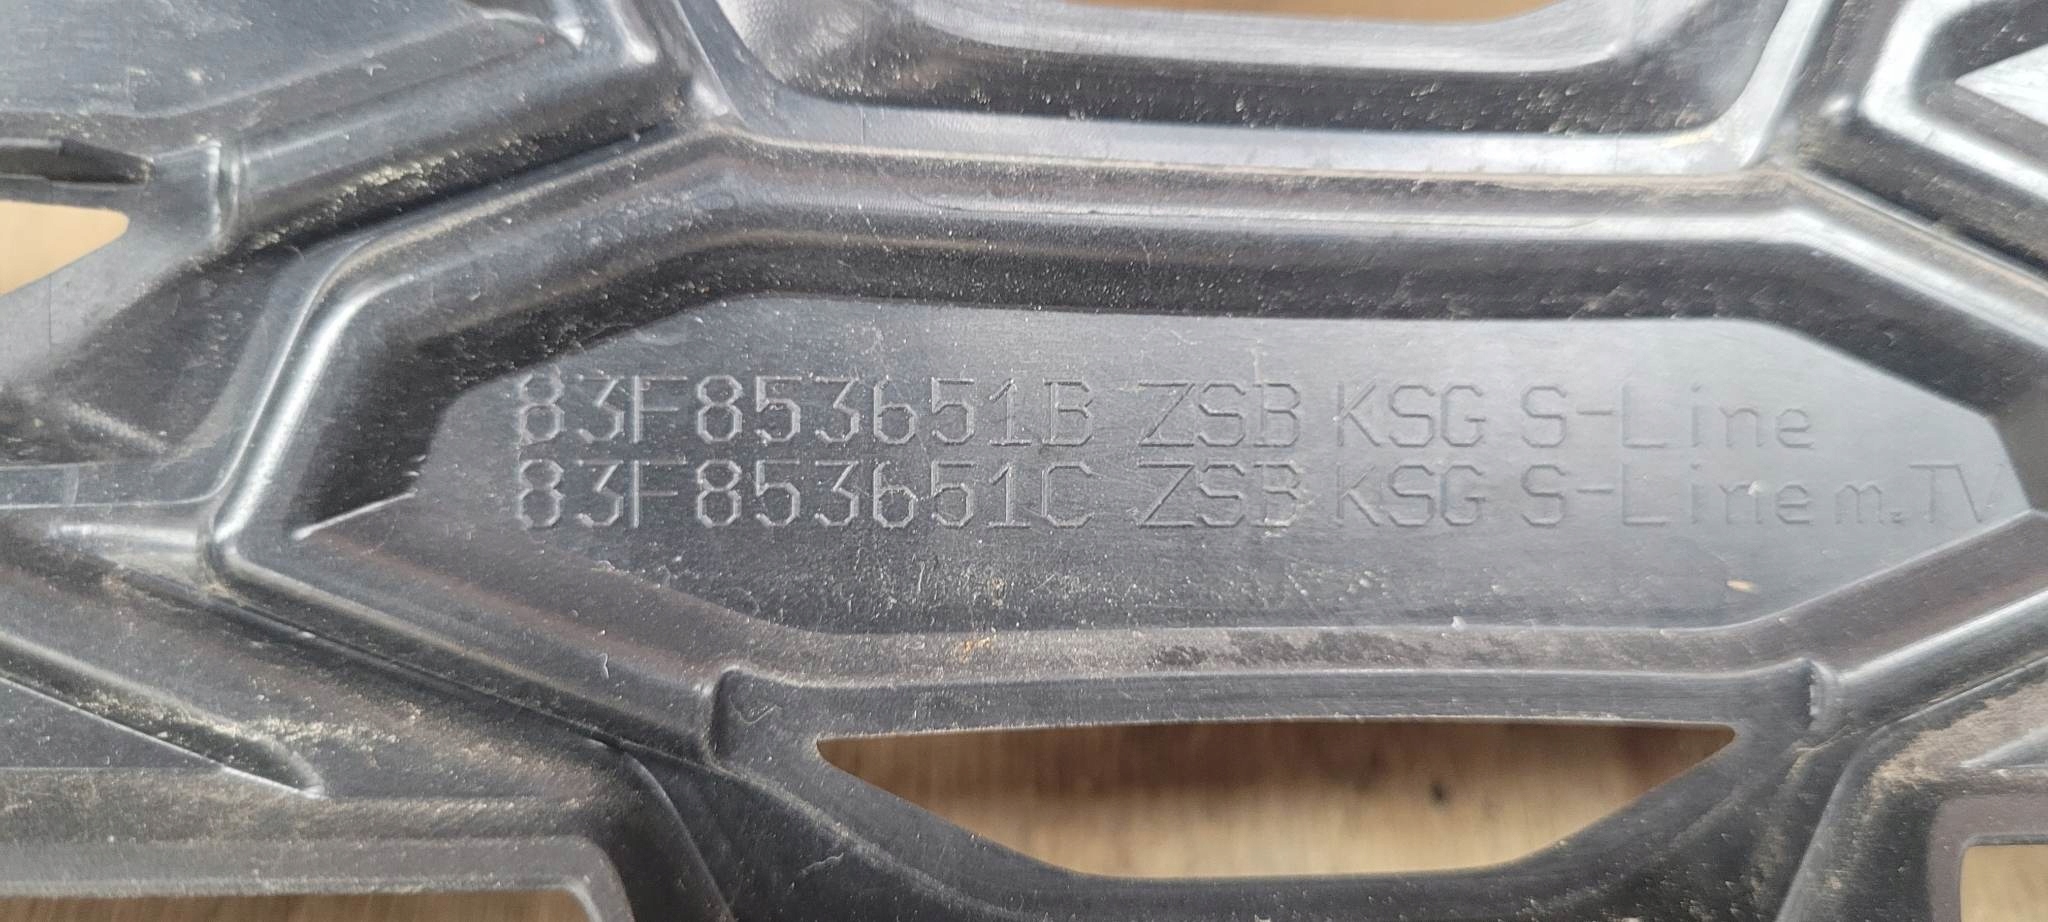 83F853651B ZSB KSG S-Line
83F853651C ZSB KSG S-Line m.TV